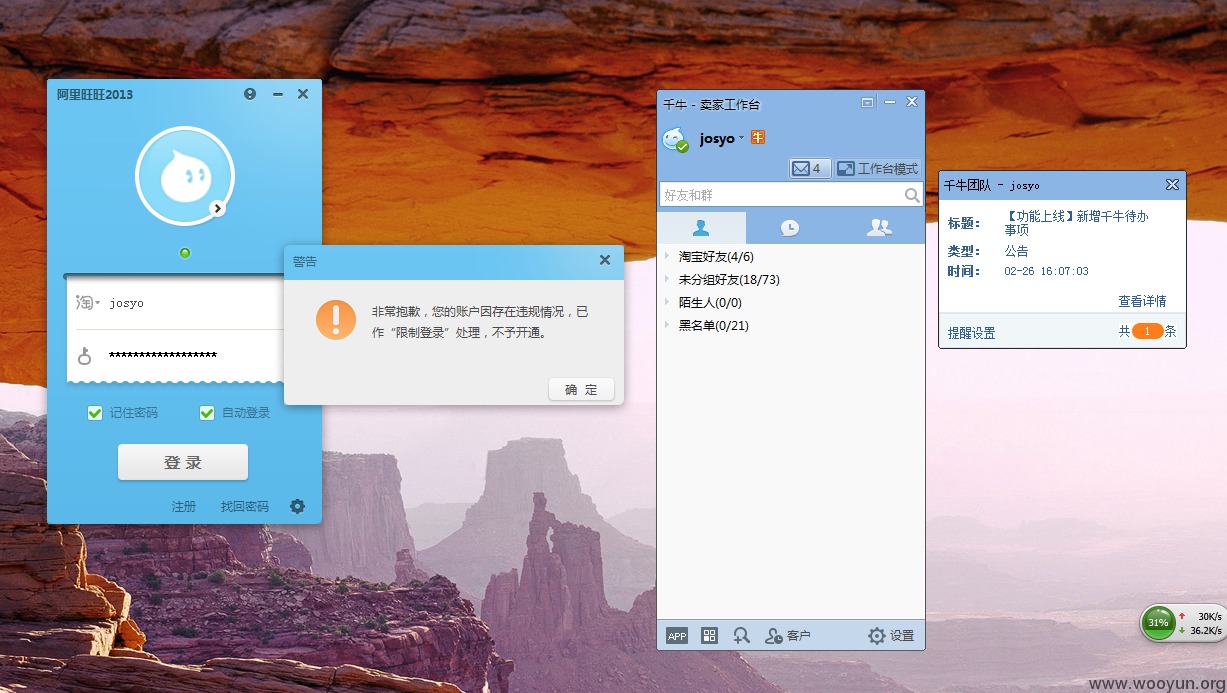 阿里旺旺2013
淘
josyo
******************
记住密码
自动登录
登 录
注册
找回密码
警告
非常抱歉，您的账户因存在违规情况，已
作“限制登录”处理，不予开通。
确 定
千牛 - 卖家工作台
josyo
牛
4
工作台模式
好友和群
淘宝好友(4/6)
未分组好友(18/73)
陌生人(0/0)
黑名单(0/21)
APP
客户
设置
千牛团队 - josyo
标题：
【功能上线】新增千牛待办
事项
类型：
公告
时间：
02-26 16:07:03
查看详情
提醒设置
共 1 条
31%
30K/s
36.2K/s
www.wooyun.org